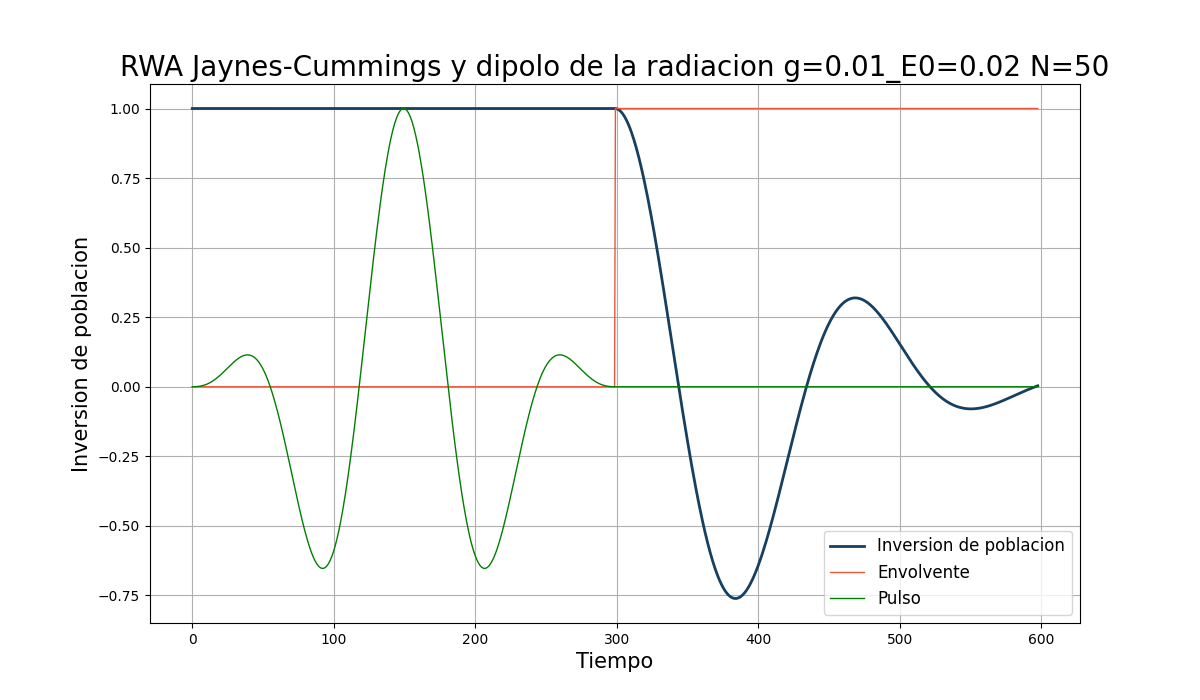 RWA Jaynes-Cummings y dipolo de la radiacion g=0.01_E0=0.02 N=50
Inversion de poblacion
1.00
0.75
0.50
0.25
0.00
−0.25
−0.50
−0.75
Inversion de poblacion
Envolvente
Pulso
0 100 200 300 400 500 600
Tiempo